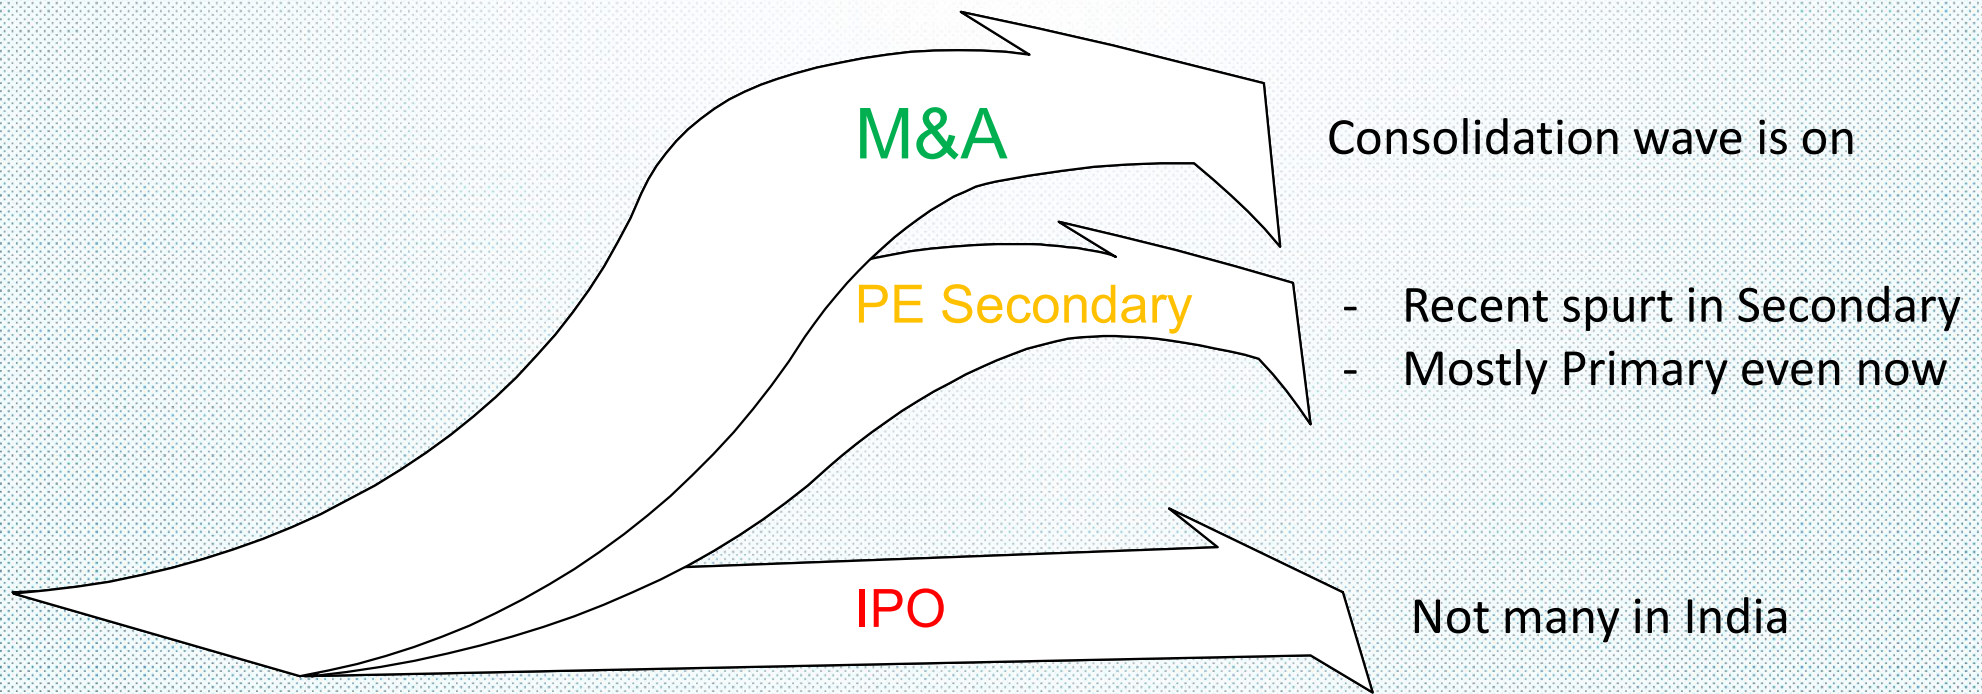 M&A
Consolidation wave is on
PE Secondary
- Recent spurt in Secondary
- Mostly Primary even now
IPO
Not many in India